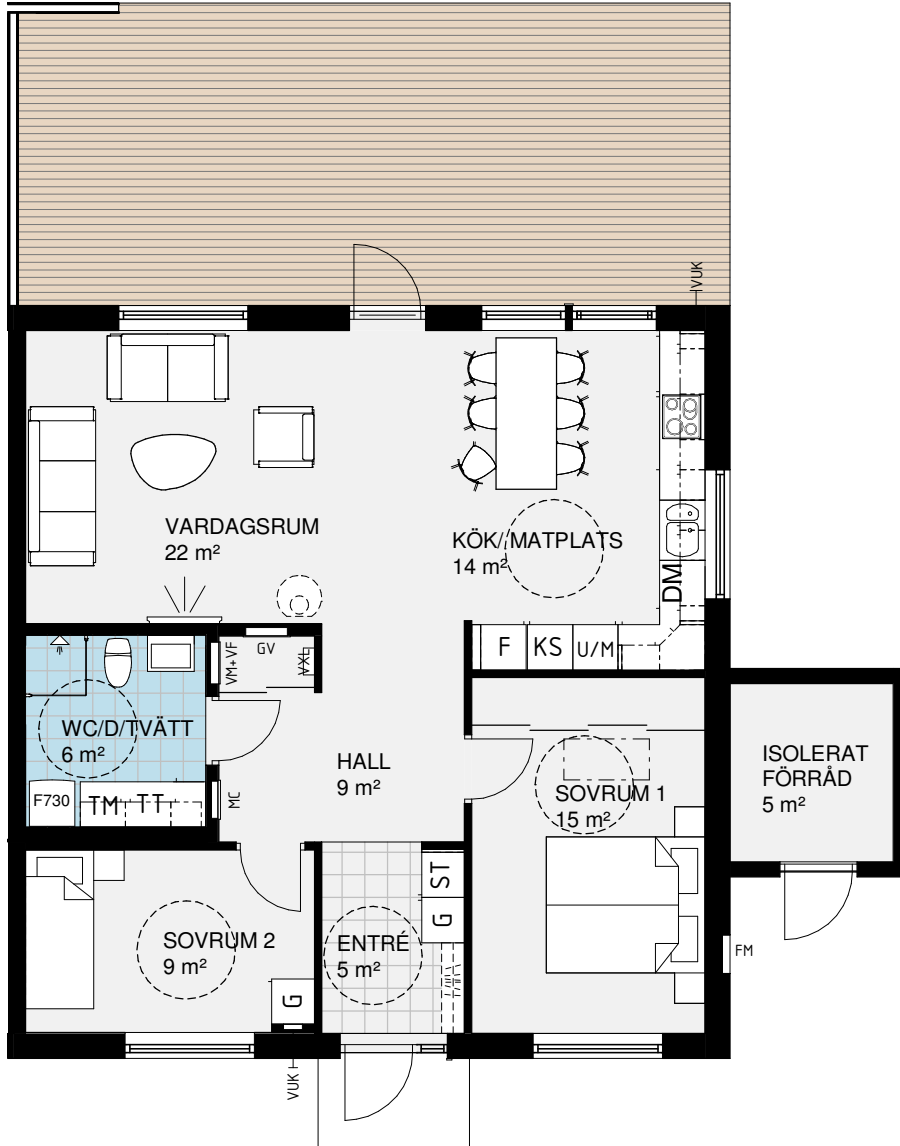 VUK
VARDAGSRUM
22 m²
KÖK/ MATPLATS
14 m²
DM
F
KS
U/M
VM+VF
GV
VXL
WC/D/TVÄTT
6 m²
F730
TM
TT
MC
HALL
9 m²
SOVRUM 1
15 m²
ISOLERAT
FÖRRÅD
5 m²
ST
G
SOVRUM 2
9 m²
ENTRÉ
5 m²
G
FM
VUK